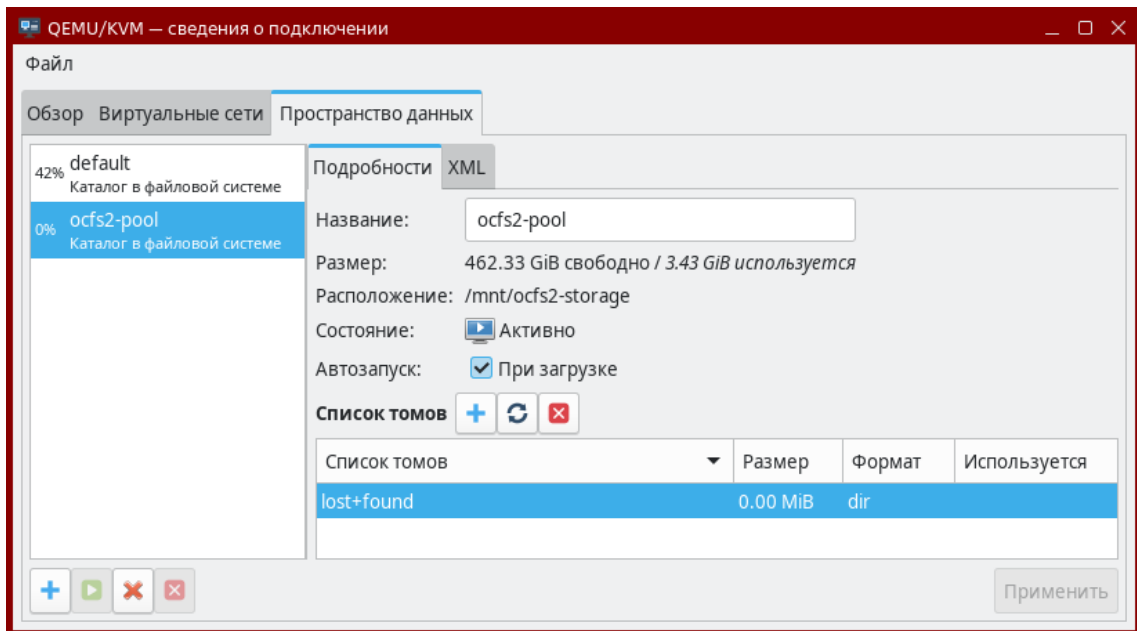 QEMU/KVM — сведения о подключении
Файл
Обзор Виртуальные сети Пространство данных
42% default
Каталог в файловой системе
0% ocfs2-pool
Каталог в файловой системе
Подробности XML
Название: ocfs2-pool
Размер: 462.33 GiB свободно / 3.43 GiB используется
Расположение: /mnt/ocfs2-storage
Состояние: Активно
Автозапуск: При загрузке
Список томов
Список томов Размер Формат Используется
lost+found 0.00 MiB dir
Применить